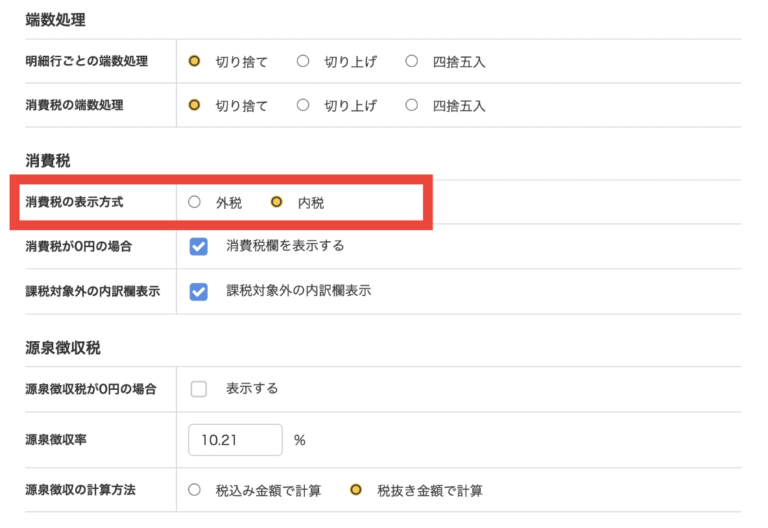 端数処理
明細行ごとの端数処理 切り捨て 切り上げ 四捨五入
消費税の端数処理 切り捨て 切り上げ 四捨五入
消費税
消費税の表示方式 外税 内税
消費税が0円の場合 消費税欄を表示する
課税対象外の内訳欄表示 課税対象外の内訳欄表示
源泉徴収税
源泉徴収税が0円の場合 表示する
源泉徴収率 10.21 %
源泉徴収の計算方法 税込み金額で計算 税抜き金額で計算